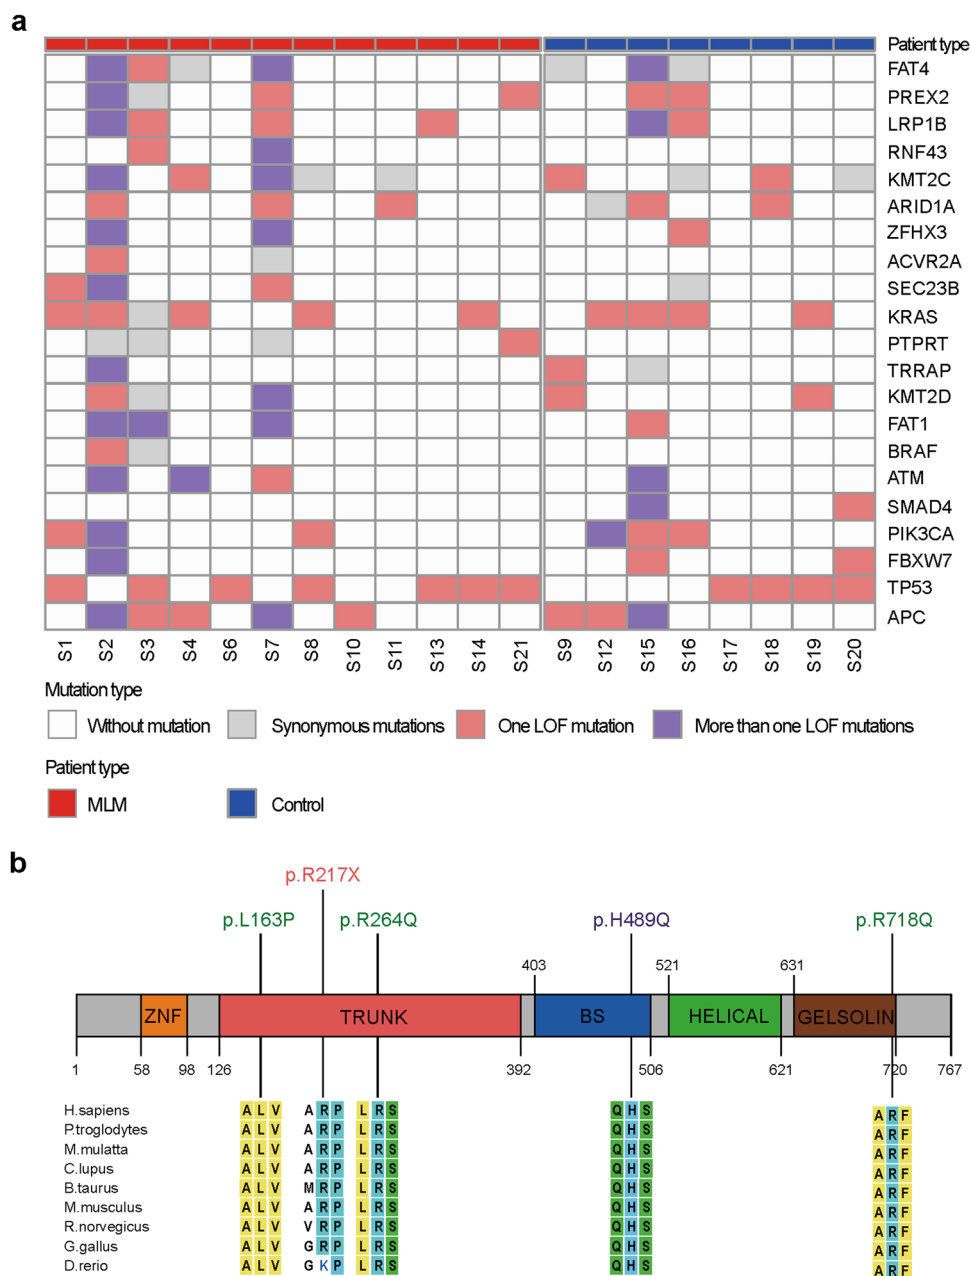 a
Patient type
FAT4
PREX2
LRP1B
RNF43
KMT2C
ARID1A
ZFHX3
ACVR2A
SEC23B
KRAS
PTPRT
TRRAP
KMT2D
FAT1
BRAF
ATM
SMAD4
PIK3CA
FBXW7
TP53
APC
S1 S2 S3 S4 S6 S7 S8 S10 S11 S13 S14 S21 S9 S12 S15 S16 S17 S18 S19 S20
Mutation type
Without mutation Synonymous mutations One LOF mutation More than one LOF mutations
Patient type
MLM Control
b
p.R217X
p.L163P p.R264Q p.H489Q p.R718Q
403 521 631
ZNF TRUNK BS HELICAL GELSOLIN
1 58 98 126 392 506 621 720 767
H.sapiens A L V A R P L R S Q H S A R F
P.troglodytes A L V A R P L R S Q H S A R F
M.mulatta A L V A R P L R S Q H S A R F
C.lupus A L V A R P L R S Q H S A R F
B.taurus A L V M R P L R S Q H S A R F
M.musculus A L V A R P L R S Q H S A R F
R.norvegicus A L V V R P L R S Q H S A R F
G.gallus A L V G R P L R S Q H S A R F
D.rerio A L V G K P L R S Q H S A R F